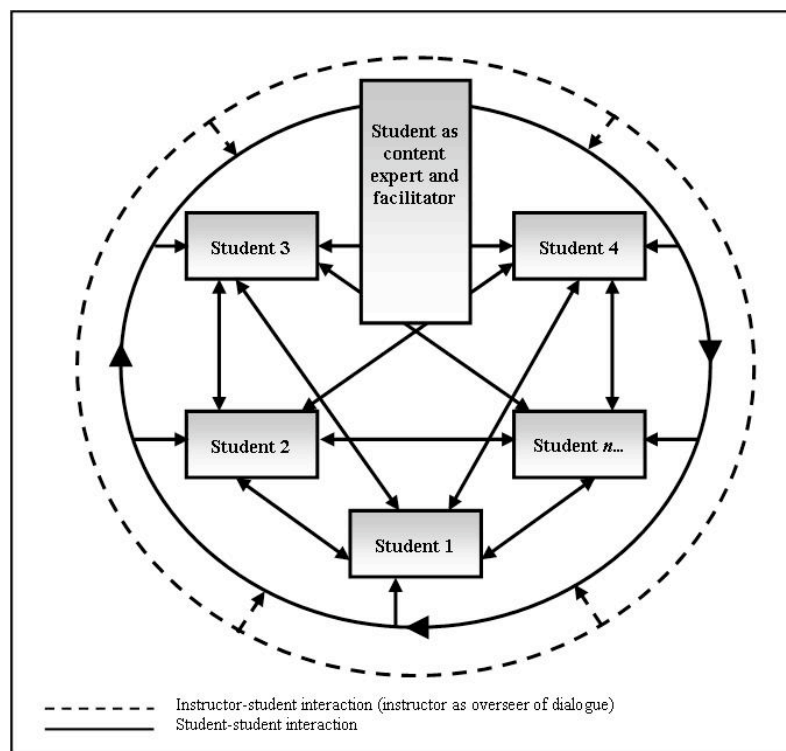 Student as
content
expert and
facilitator
Student 3
Student 4
Student 2
Student n...
Student 1
Instructor-student interaction (instructor as overseer of dialogue)
Student-student interaction